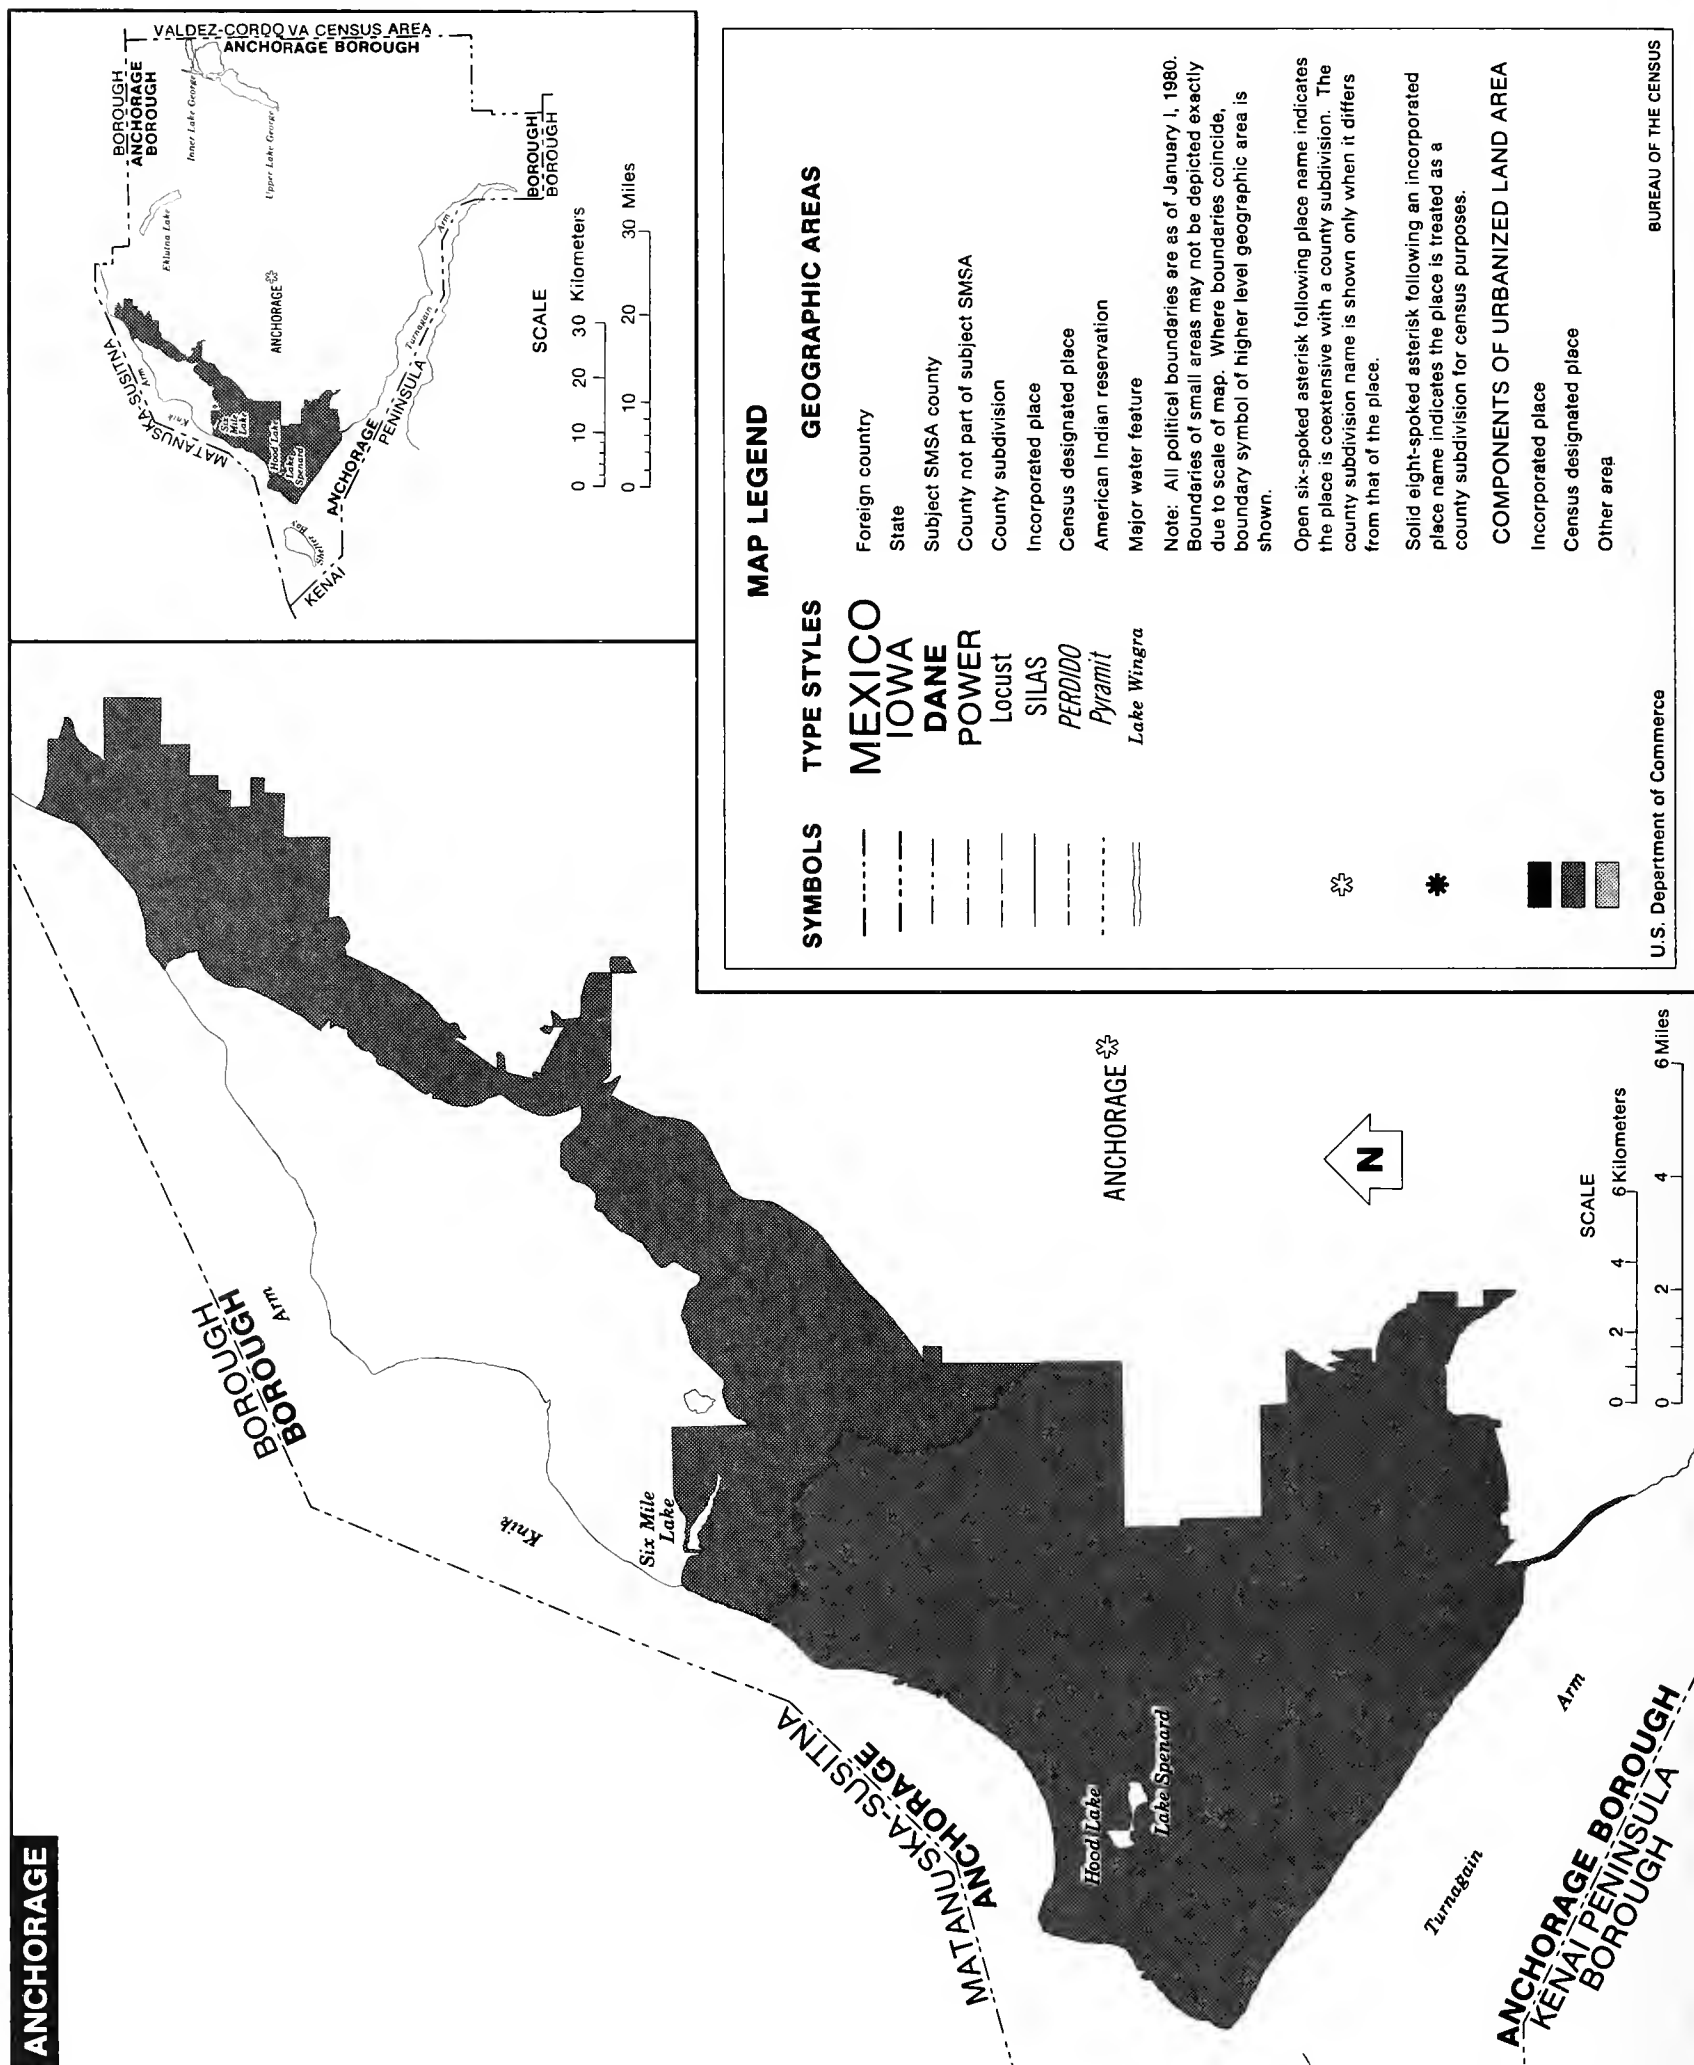 ANCHORAGE
BOROUGH
BOROUGH
Arm
Knik
Six Mile
Lake
MATANUSKA-SUSITNA
ANCHORAGE
Hood Lake
Lake Spenard
ANCHORAGE
N
SCALE
0 2 4 6 Kilometers
0 2 4 6 Miles
Turnagain
Arm
ANCHORAGE BOROUGH
KENAI PENINSULA
BOROUGH
VALDEZ-CORDOVA CENSUS AREA
ANCHORAGE BOROUGH
BOROUGH
ANCHORAGE
BOROUGH
Inner Lake George
Upper Lake George
Eklutna Lake
MATANUSKA-SUSITNA
Knik Arm
Six
Mile
Lake
Hood Lake
Lake
Spenard
ANCHORAGE
Turnagain Arm
ANCHORAGE
KENAI PENINSULA
BOROUGH
BOROUGH
SCALE
0 10 20 30 Kilometers
0 10 20 30 Miles
MAP LEGEND
SYMBOLS TYPE STYLES GEOGRAPHIC AREAS
MEXICO Foreign country
IOWA State
DANE Subject SMSA county
POWER County not part of subject SMSA
Locust County subdivision
SILAS Incorporated place
PERDIDO Census designated place
Pyramit American Indian reservation
Lake Wingra Major water feature
Note: All political boundaries are as of January 1, 1980.
Boundaries of small areas may not be depicted exactly
due to scale of map. Where boundaries coincide,
boundary symbol of higher level geographic area is
shown.
Open six-spoked asterisk following place name indicates
the place is coextensive with a county subdivision. The
county subdivision name is shown only when it differs
from that of the place.
Solid eight-spoked asterisk following an incorporated
place name indicates the place is treated as a
county subdivision for census purposes.
COMPONENTS OF URBANIZED LAND AREA
Incorporated place
Census designated place
Other area
U.S. Department of Commerce BUREAU OF THE CENSUS